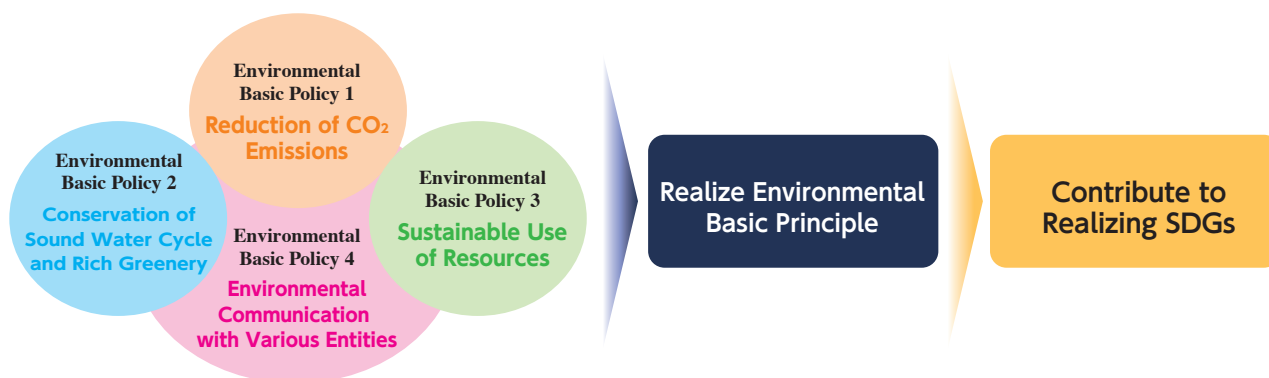 Environmental
Basic Policy 1
Reduction of CO₂
Emissions
Environmental
Basic Policy 2
Conservation of
Sound Water Cycle
and Rich Greenery
Environmental
Basic Policy 3
Sustainable Use
of Resources
Environmental
Basic Policy 4
Environmental
Communication
with Various Entities
Realize Environmental
Basic Principle
Contribute to
Realizing SDGs